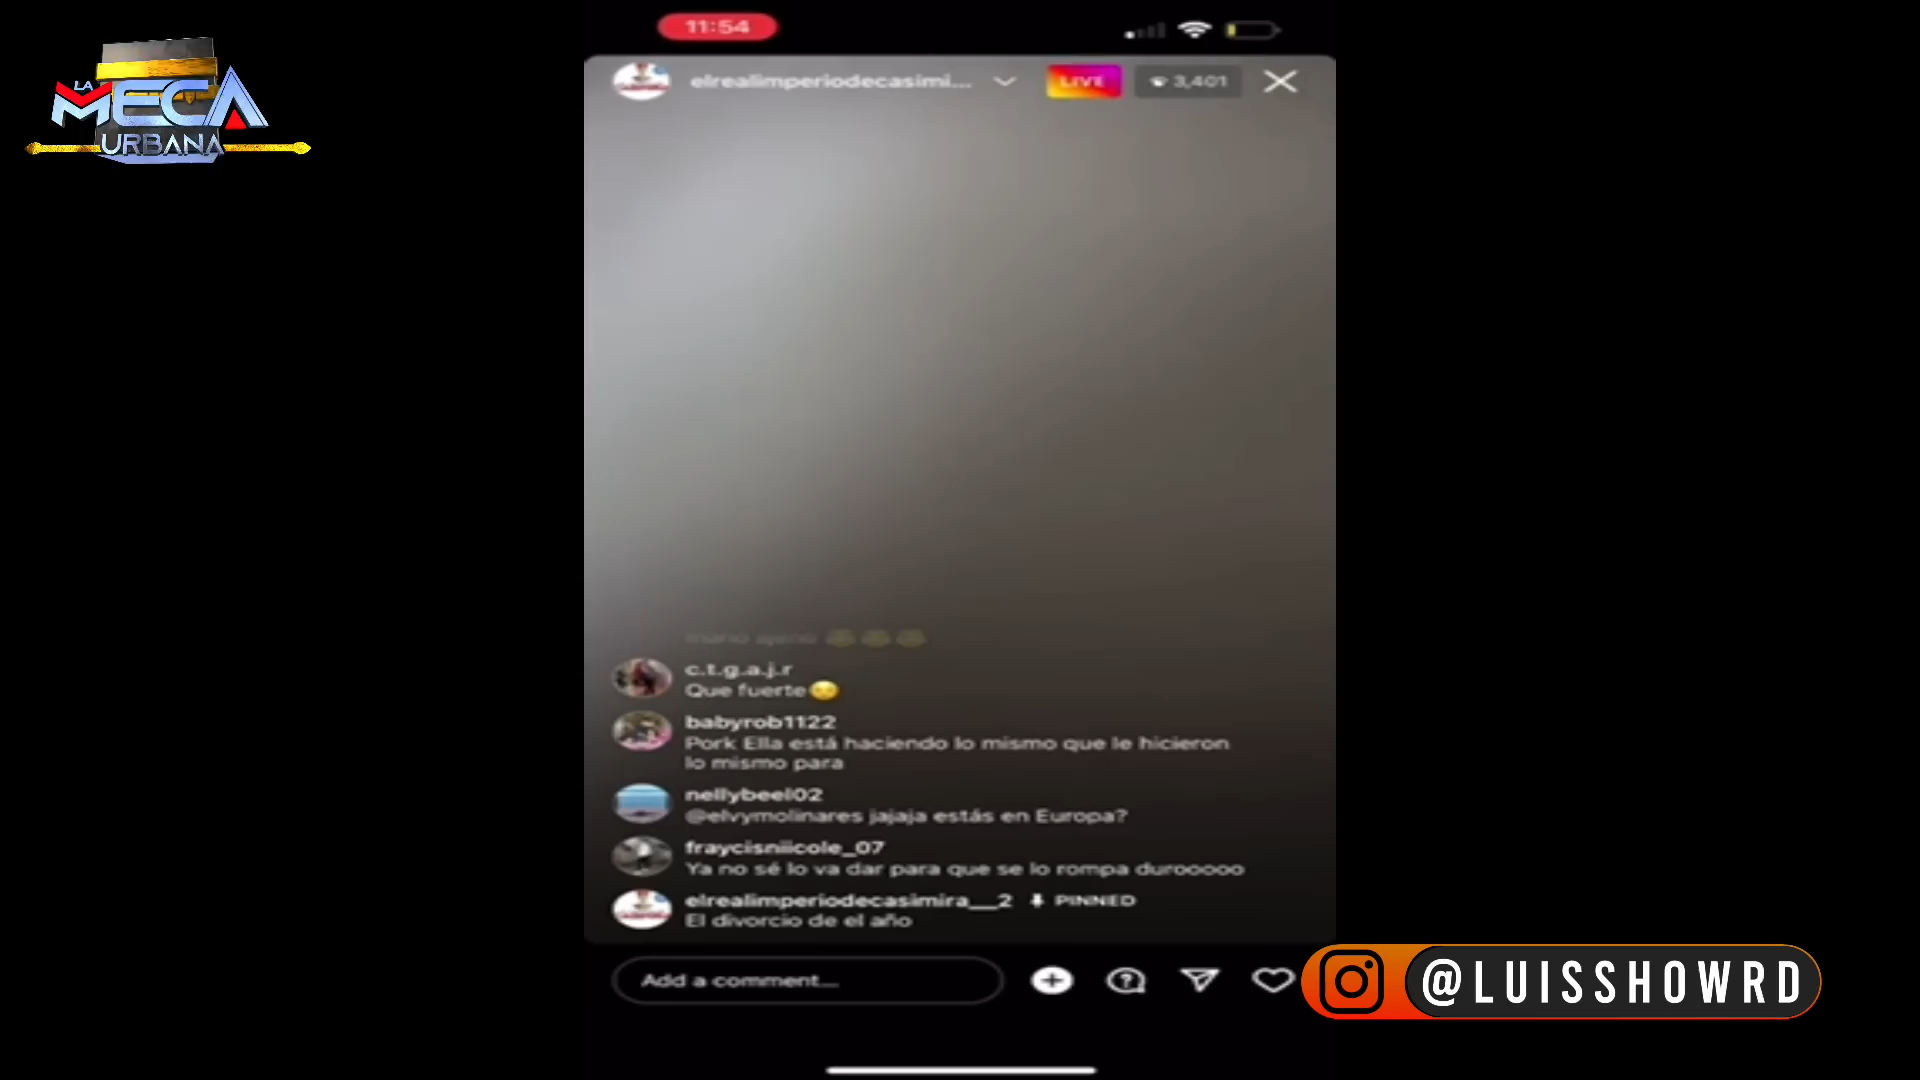 LA
MECA
URBANA
11:54
elrealimperiodecasimi...
LIVE
3,401
c.t.g.a.j.r
Que fuerte😔
babyrob1122
Pork Ella está haciendo lo mismo que le hicieron
lo mismo para
nellybeel02
@elvymolinares jajaja estás en Europa?
fraycisniicole_07
Ya no sé lo va dar para que se lo rompa durooooo
elrealimperiodecasimira__2 PINNED
El divorcio de el año
Add a comment...
@LUISSHOWRD